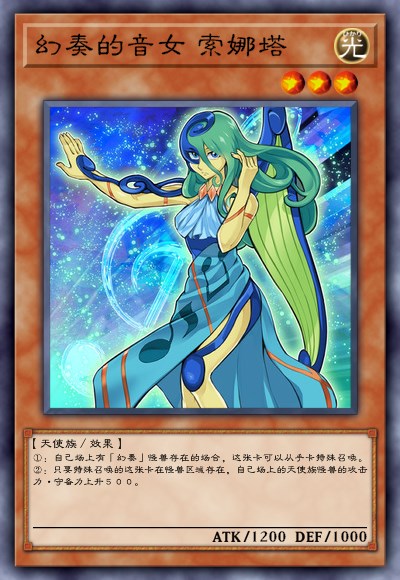 幻奏的音女 索娜塔
光
【天使族／效果】
①：自己场上有「幻奏」怪兽存在的场合，这张卡可以从手卡特殊召唤。
②：只要特殊召唤的这张卡在怪兽区域存在，自己场上的天使族怪兽的攻击
力·守备力上升５００。
ATK/1200 DEF/1000